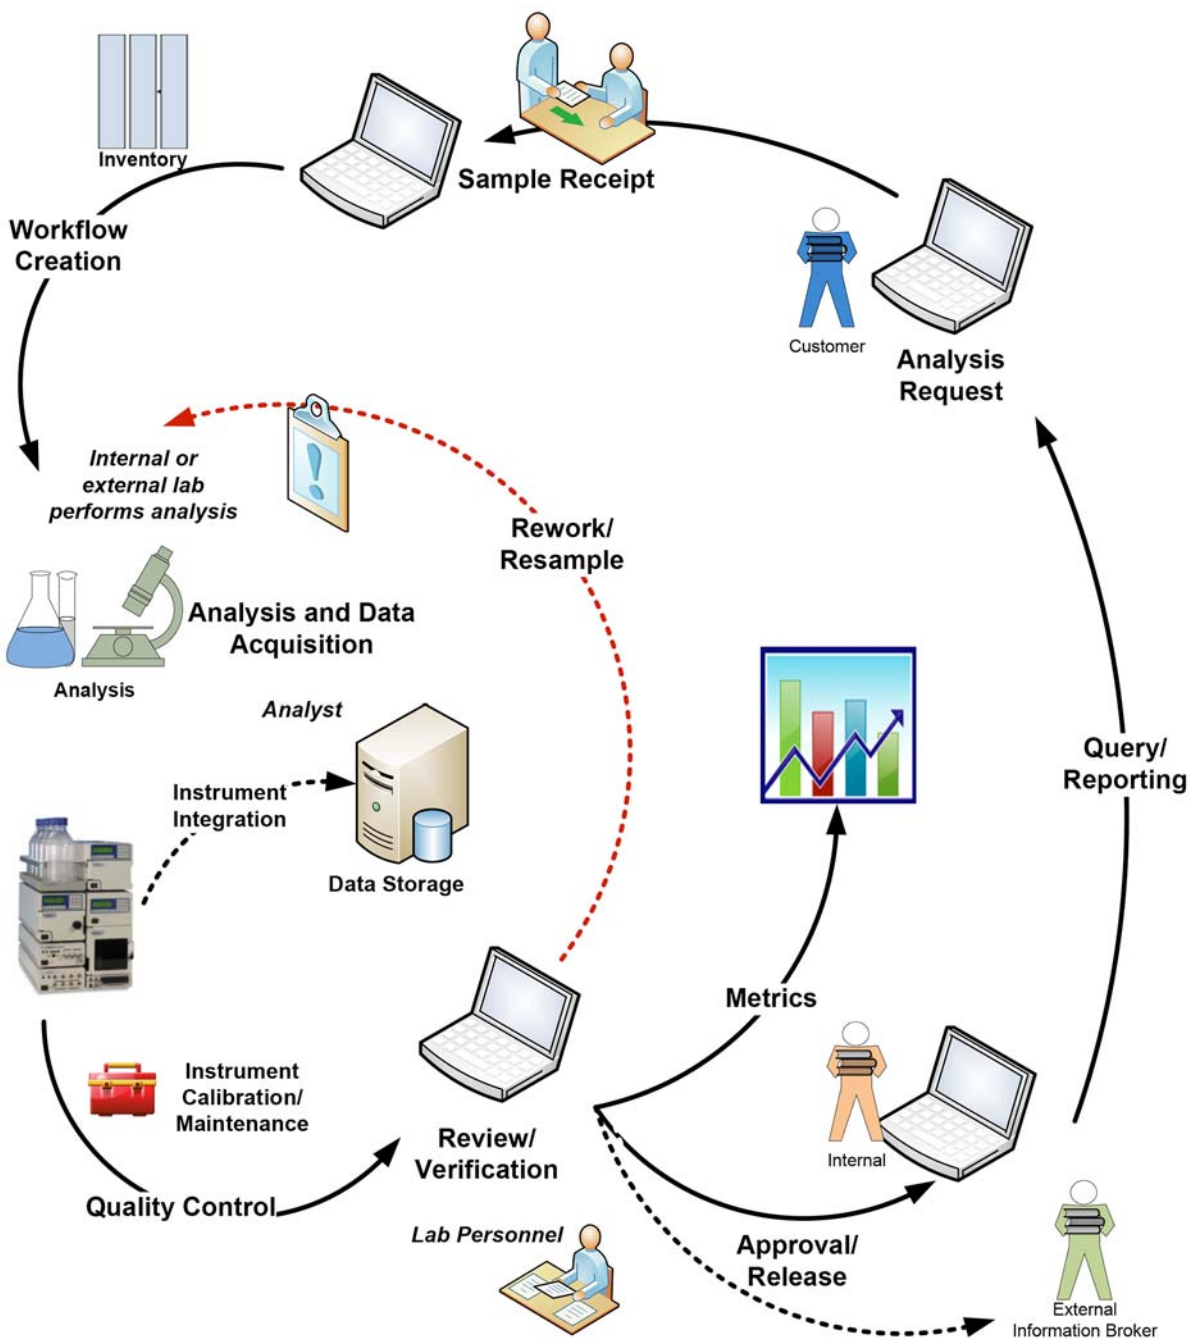 Inventory
Sample Receipt
Workflow
Creation
Customer
Analysis
Request
Internal or
external lab
performs analysis
Rework/
Resample
Analysis and Data
Acquisition
Analysis
Analyst
Instrument
Integration
Data Storage
Query/
Reporting
Metrics
Instrument
Calibration/
Maintenance
Review/
Verification
Internal
Quality Control
Lab Personnel
Approval/
Release
External
Information Broker